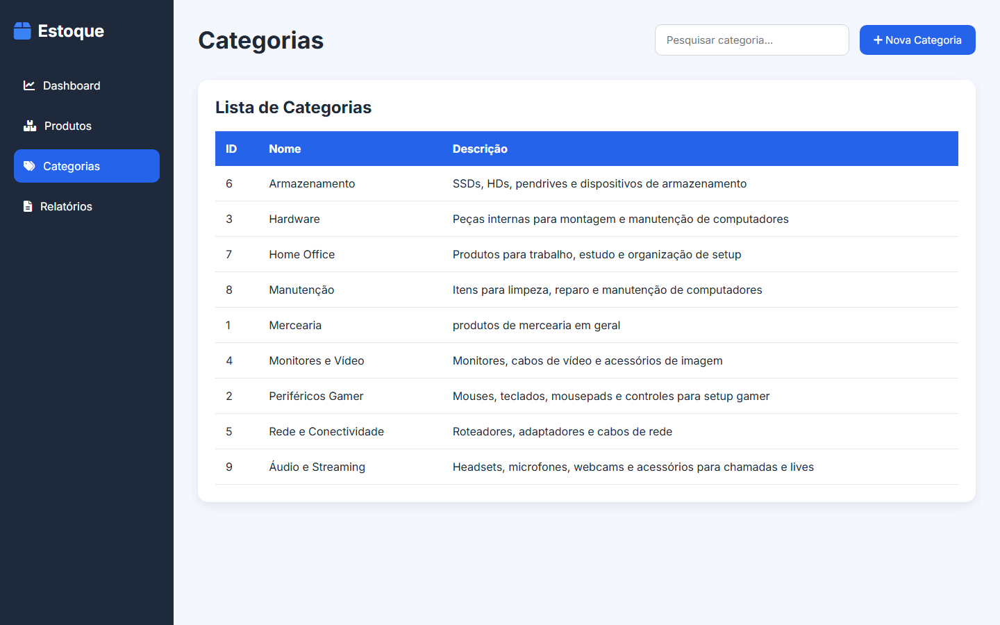 Estoque
Dashboard
Produtos
Categorias
Relatórios
Categorias
Pesquisar categoria...
Nova Categoria
Lista de Categorias
ID Nome Descrição
6 Armazenamento SSDs, HDs, pendrives e dispositivos de armazenamento
3 Hardware Peças internas para montagem e manutenção de computadores
7 Home Office Produtos para trabalho, estudo e organização de setup
8 Manutenção Itens para limpeza, reparo e manutenção de computadores
1 Mercearia produtos de mercearia em geral
4 Monitores e Vídeo Monitores, cabos de vídeo e acessórios de imagem
2 Periféricos Gamer Mouses, teclados, mousepads e controles para setup gamer
5 Rede e Conectividade Roteadores, adaptadores e cabos de rede
9 Áudio e Streaming Headsets, microfones, webcams e acessórios para chamadas e lives